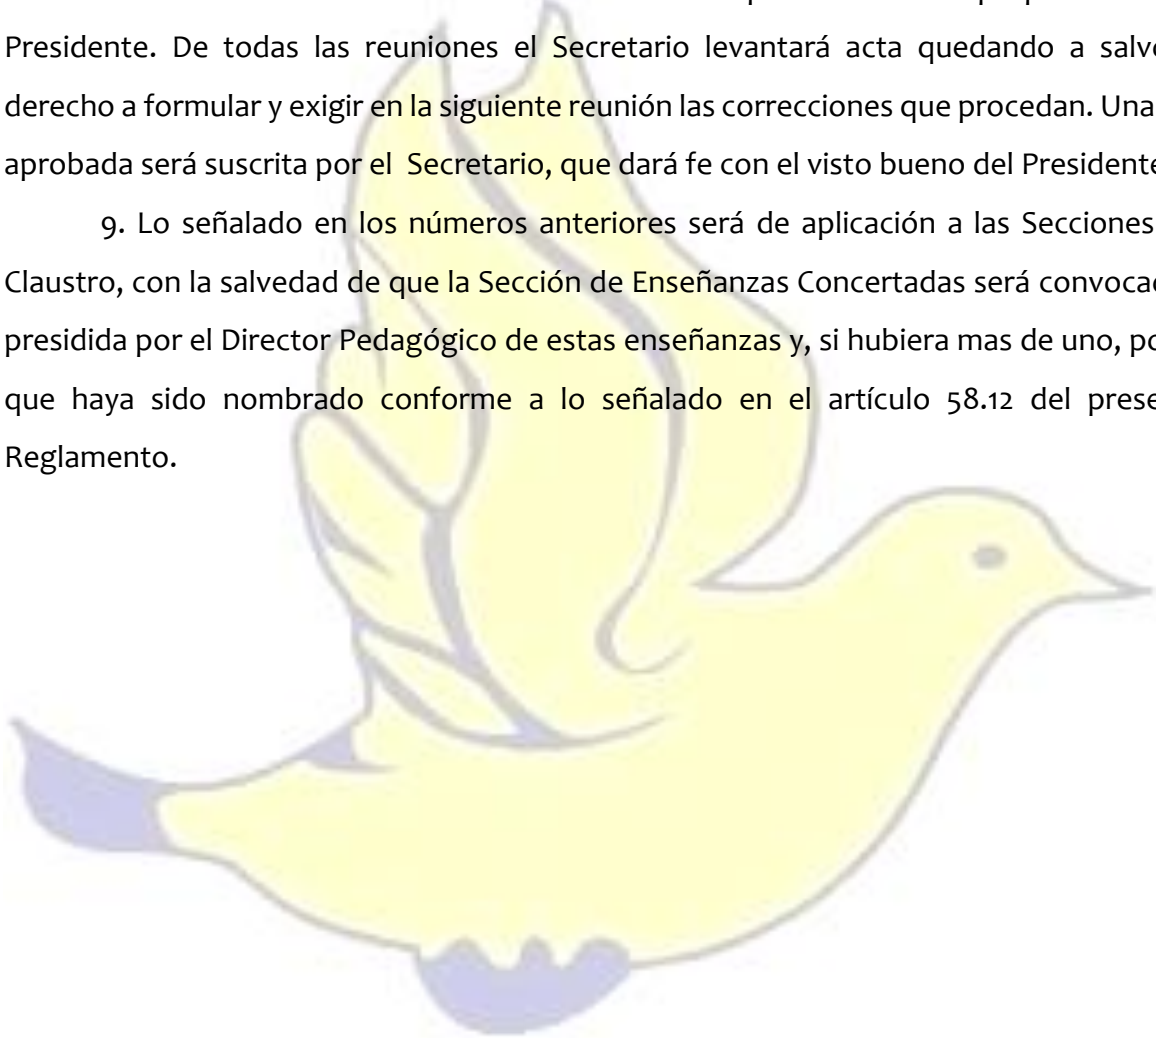 Presidente. De todas las reuniones el Secretario levantará acta quedando a salv
derecho a formular y exigir en la siguiente reunión las correcciones que procedan. Una
aprobada será suscrita por el Secretario, que dará fe con el visto bueno del Presidente
9. Lo señalado en los números anteriores será de aplicación a las Secciones
Claustro, con la salvedad de que la Sección de Enseñanzas Concertadas será convocad
presidida por el Director Pedagógico de estas enseñanzas y, si hubiera mas de uno, po
que haya sido nombrado conforme a lo señalado en el artículo 58.12 del prese
Reglamento.